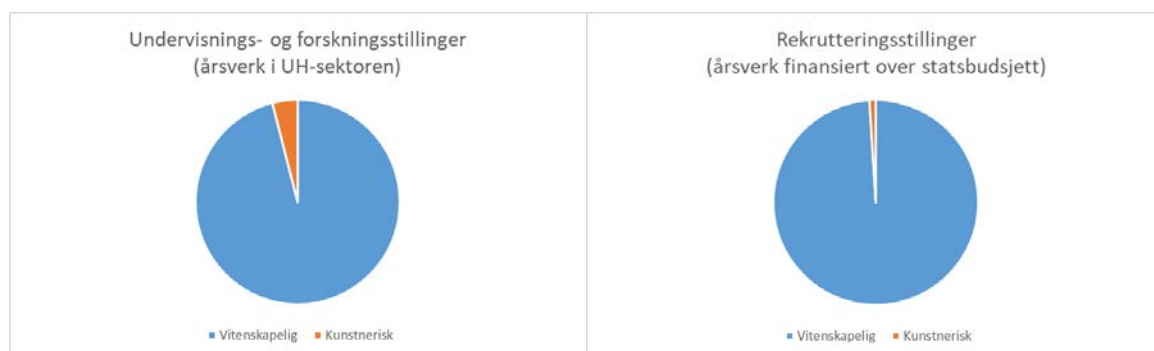 Undervisnings- og forskningsstillinger
(årsverk i UH-sektoren)
Vitenskapelig Kunstnerisk
Rekrutteringsstillinger
(årsverk finansiert over statsbudsjett)
Vitenskapelig Kunstnerisk